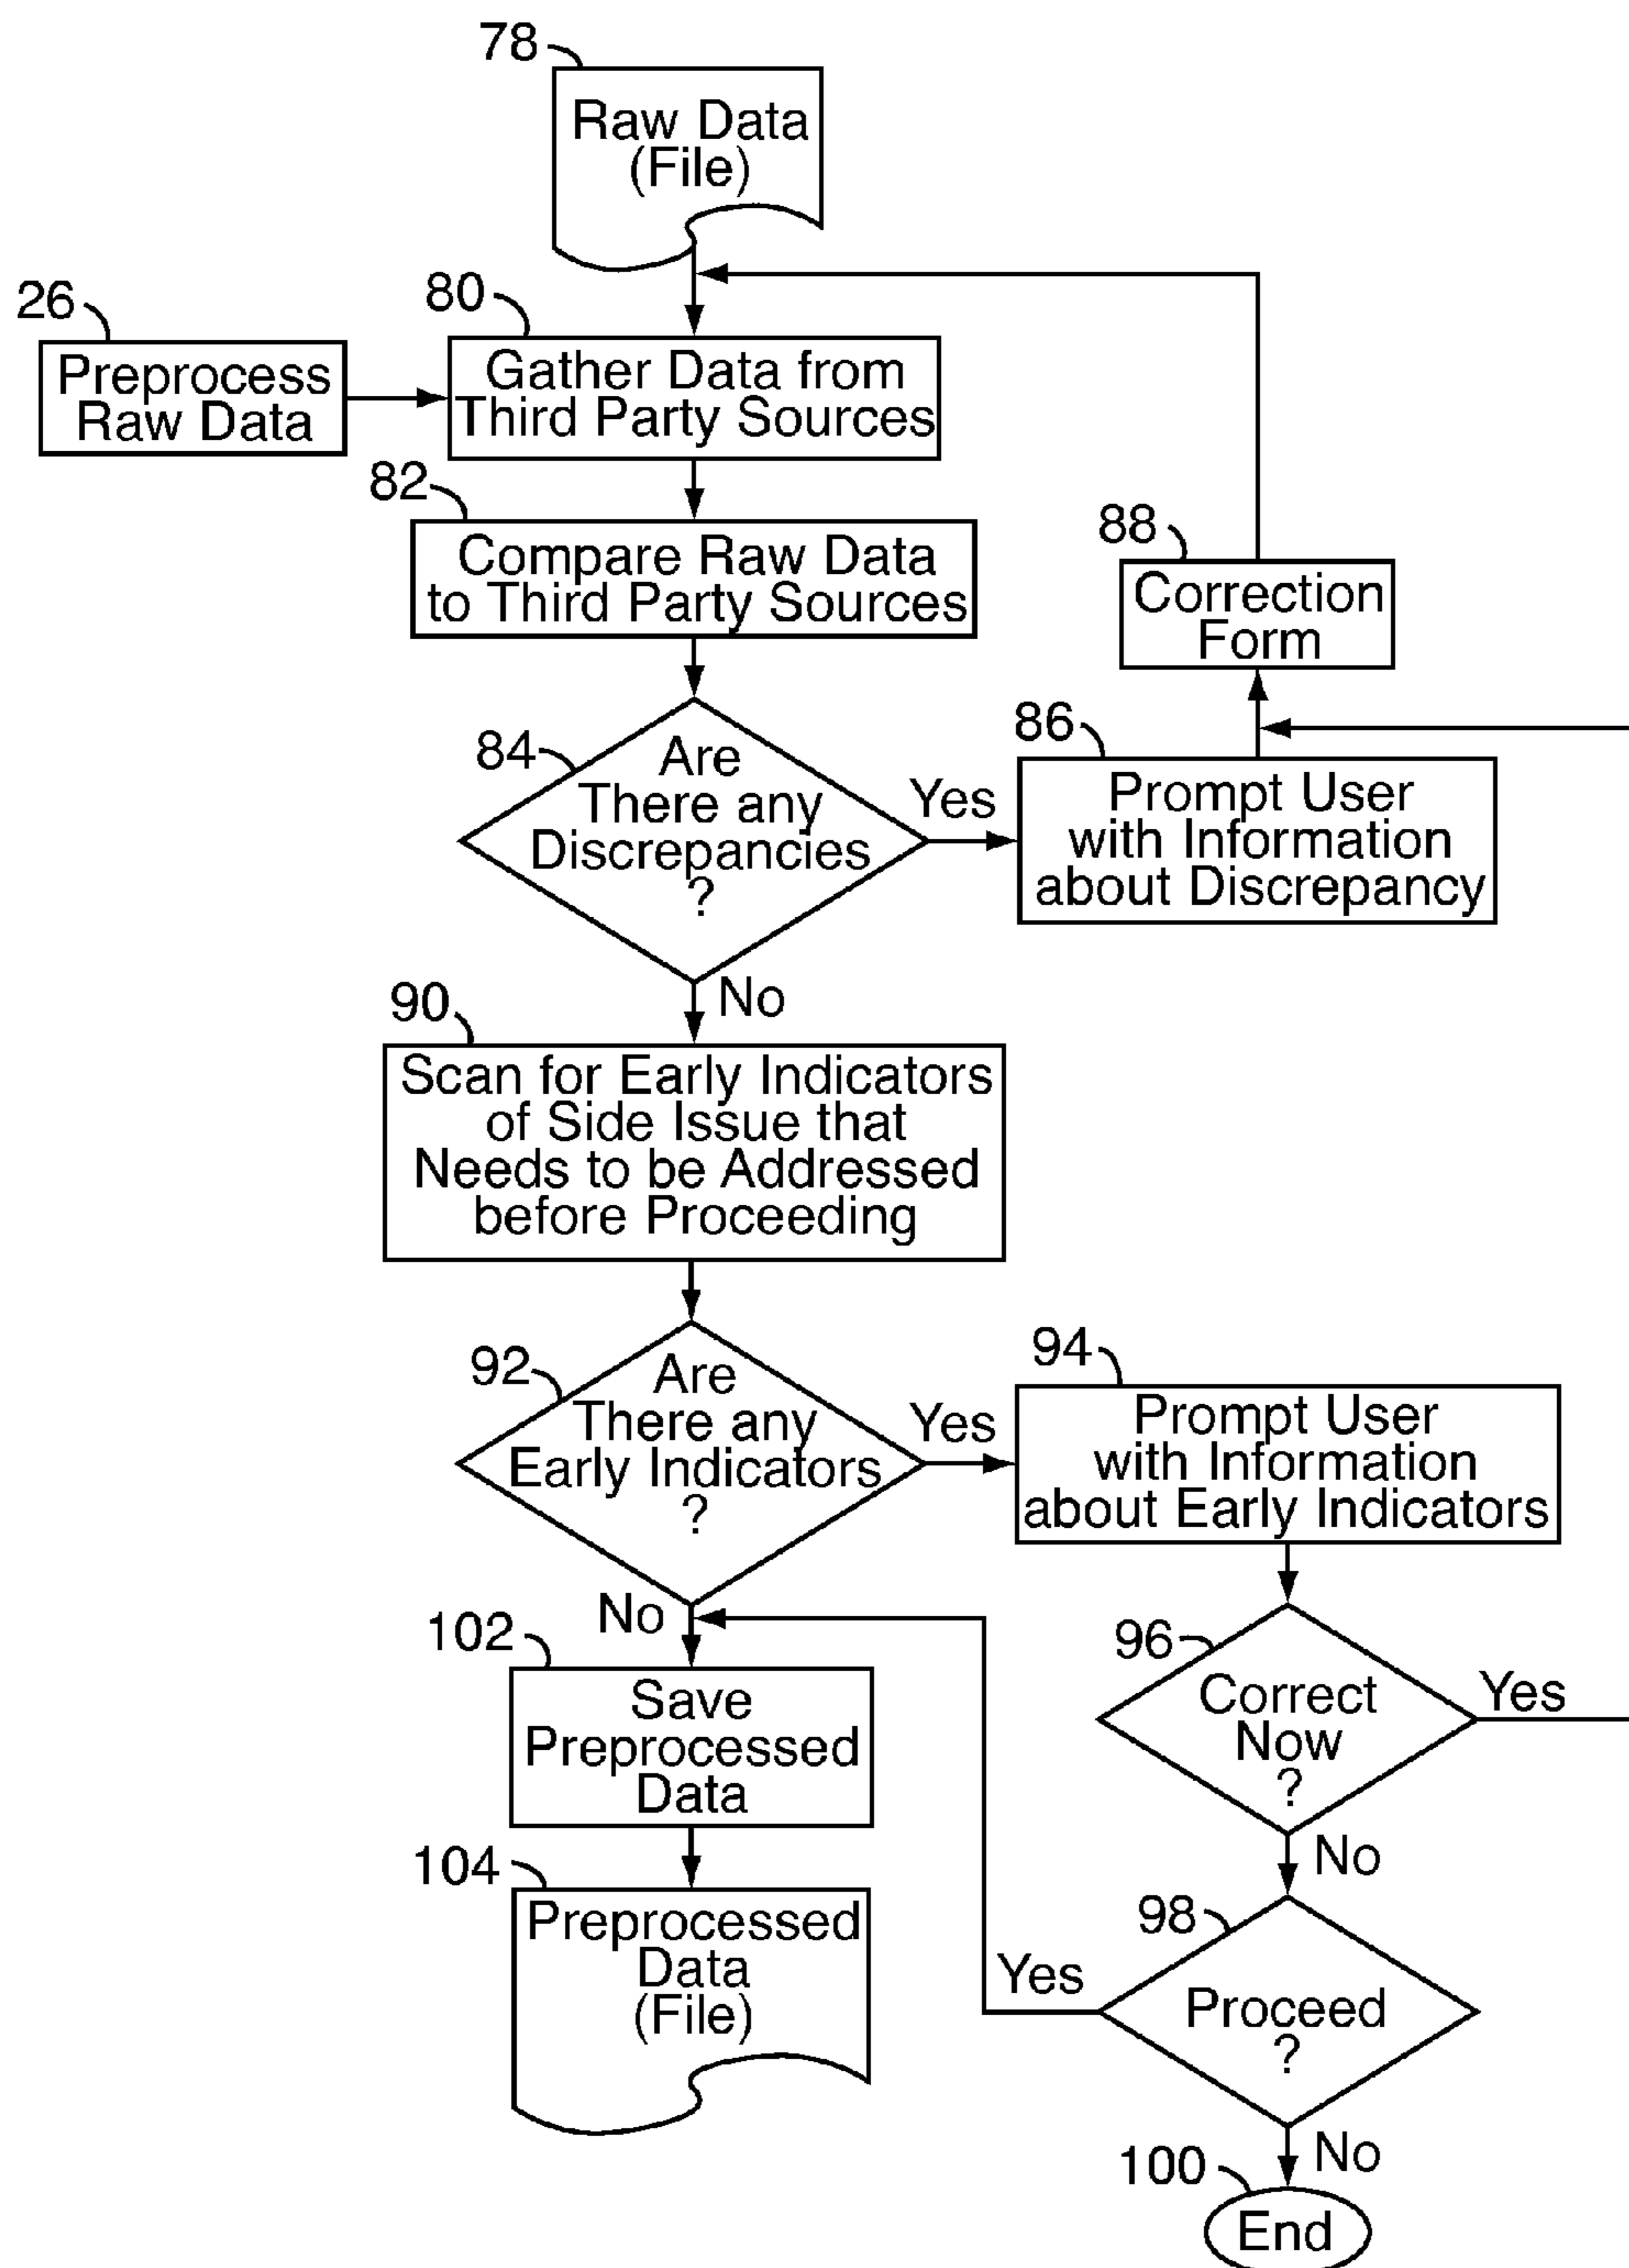 78
Raw Data
(File)
26
Preprocess
Raw Data
80
Gather Data from
Third Party Sources
82
Compare Raw Data
to Third Party Sources
88
Correction
Form
84
Are
There any
Discrepancies
?
Yes
86
Prompt User
with Information
about Discrepancy
No
90
Scan for Early Indicators
of Side Issue that
Needs to be Addressed
before Proceeding
92
Are
There any
Early Indicators
?
Yes
94
Prompt User
with Information
about Early Indicators
No
96
Correct
Now
?
Yes
102
Save
Preprocessed
Data
No
104
Preprocessed
Data
(File)
98
Proceed
?
Yes
No
100
End